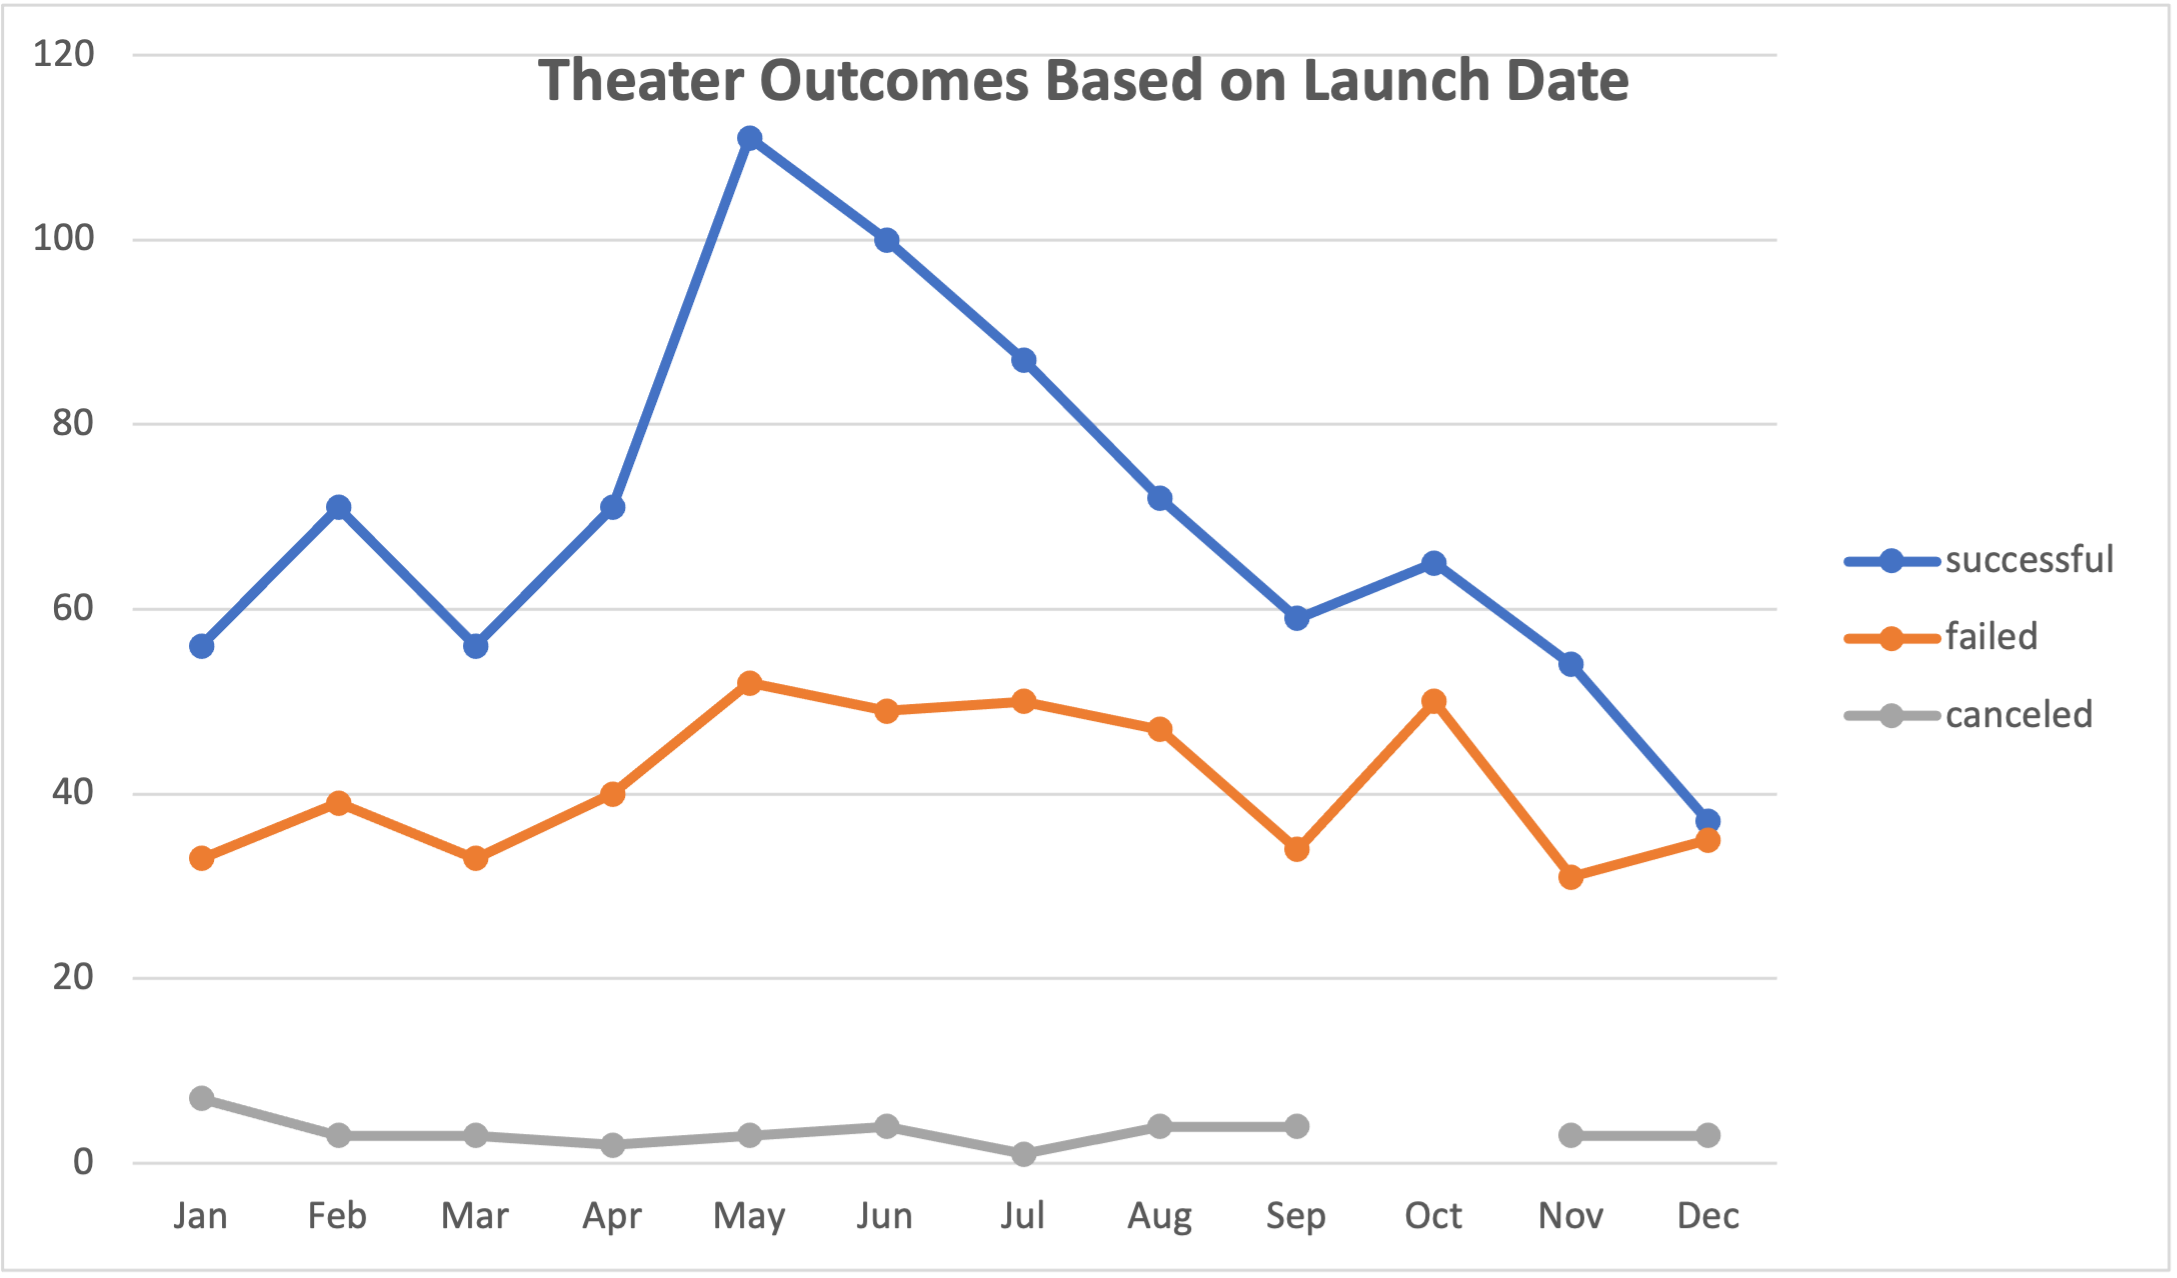 Theater Outcomes Based on Launch Date
120
100
80
60
40
20
0
Jan Feb Mar Apr May Jun Jul Aug Sep Oct Nov Dec
successful
failed
canceled